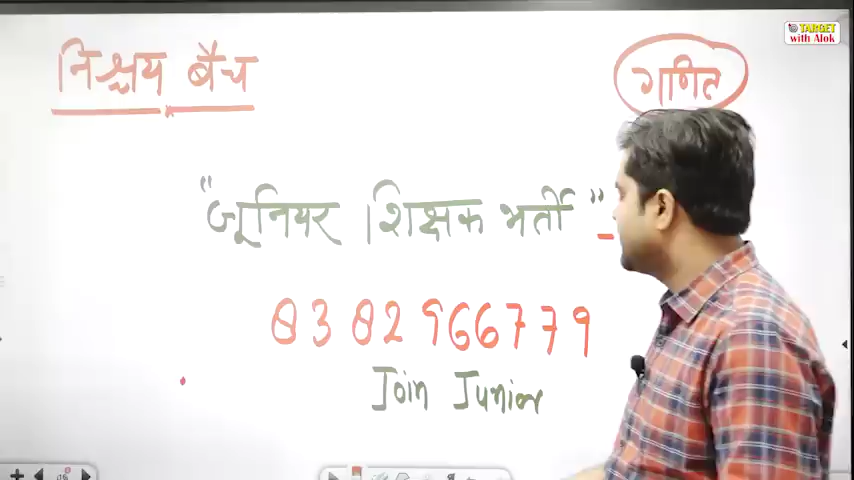 TARGET
with Alok
निश्चय बैच
गणित
"जूनियर शिक्षक भर्ती"
8382966779
Join Junior